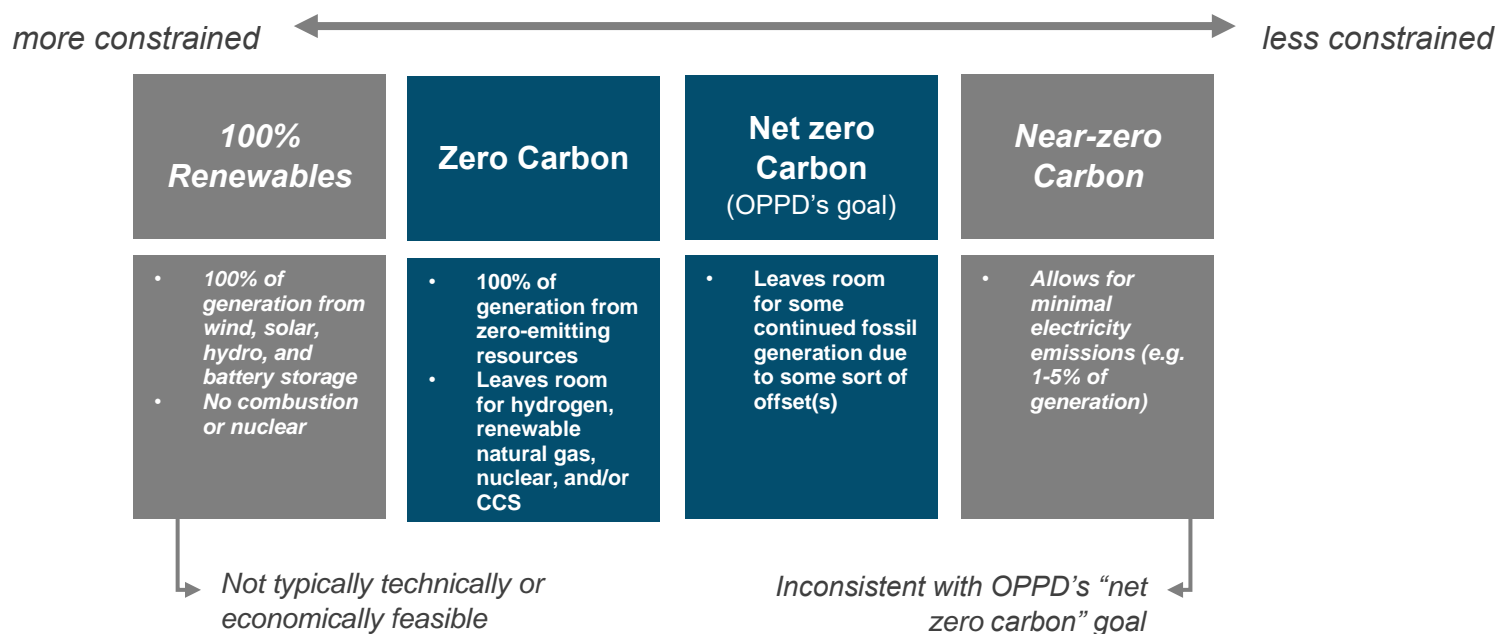 more constrained
less constrained
100%
Renewables
Zero Carbon
Net zero
Carbon
(OPPD’s goal)
Near-zero
Carbon
• 100% of
generation from
wind, solar,
hydro, and
battery storage
• No combustion
or nuclear
• 100% of
generation from
zero-emitting
resources
• Leaves room
for hydrogen,
renewable
natural gas,
nuclear, and/or
CCS
• Leaves room
for some
continued fossil
generation due
to some sort of
offset(s)
• Allows for
minimal
electricity
emissions (e.g.
1-5% of
generation)
Not typically technically or
economically feasible
Inconsistent with OPPD’s “net
zero carbon” goal